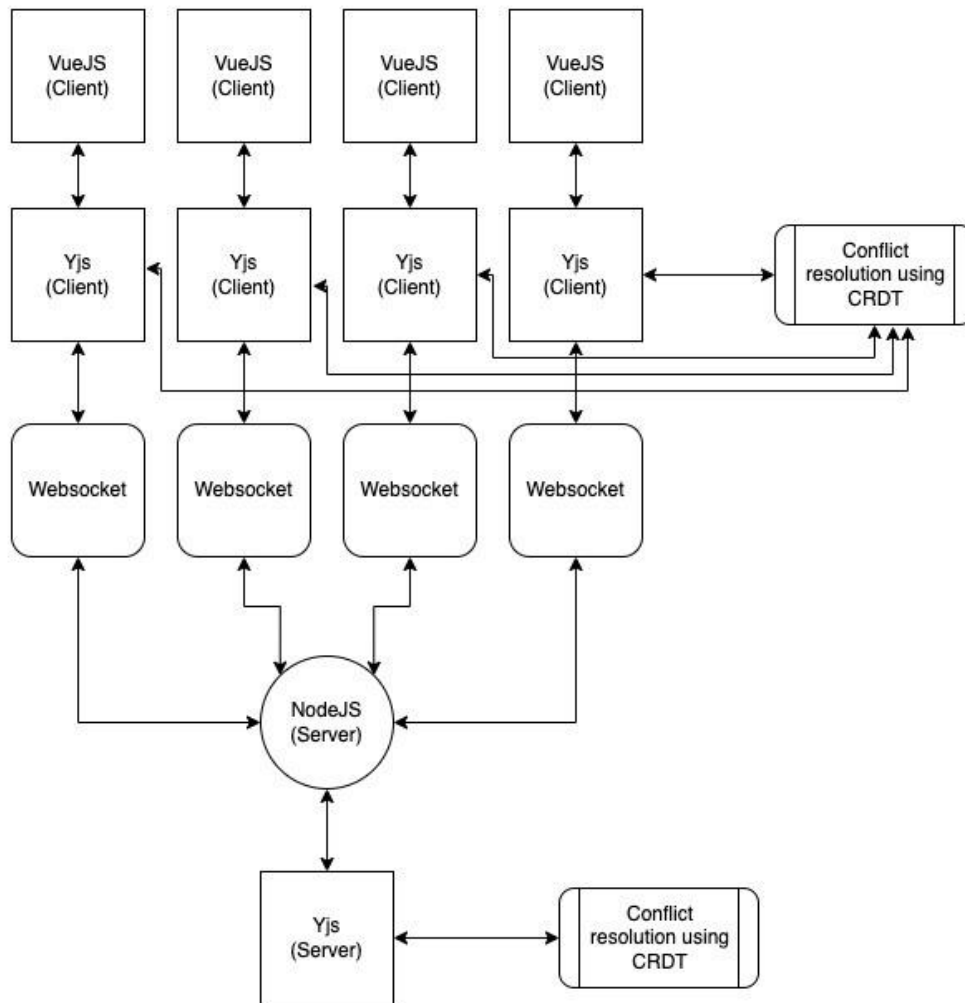 VueJS
(Client)
VueJS
(Client)
VueJS
(Client)
VueJS
(Client)
Yjs
(Client)
Yjs
(Client)
Yjs
(Client)
Yjs
(Client)
Conflict
resolution using
CRDT
Websocket
Websocket
Websocket
Websocket
NodeJS
(Server)
Yjs
(Server)
Conflict
resolution using
CRDT